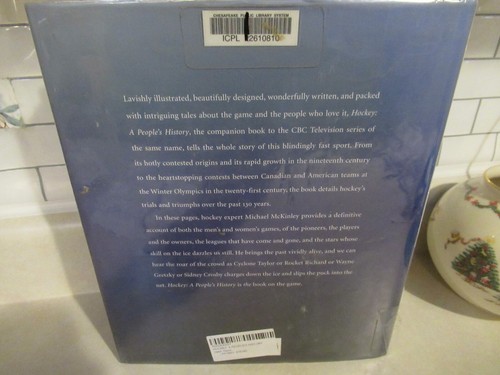 CHESAPEAKE PUBLIC LIBRARY SYSTEM
ICPL 2610810
Lavishly illustrated, beautifully designed, wonderfully written, and packed
with intriguing tales about the game and the people who love it, Hockey:
A People's History, the companion book to the CBC Television series of
the same name, tells the whole story of this blindingly fast sport. From
its hotly contested origins and its rapid growth in the nineteenth century
to the heartstopping contests between Canadian and American teams at
the Winter Olympics in the twenty-first century, the book details hockey's
trials and triumphs over the past 130 years.
In these pages, hockey expert Michael McKinley provides a definitive
account of both the men's and women's games, of the pioneers, the players
and the owners, the leagues that have come and gone, and the stars whose
skill on the ice dazzles us still. He brings the past vividly alive, and we can
hear the roar of the crowd as Cyclone Taylor or Rocket Richard or Wayne
Gretzky or Sidney Crosby charges down the ice and slips the puck into the
net. Hockey: A People's History is the book on the game.